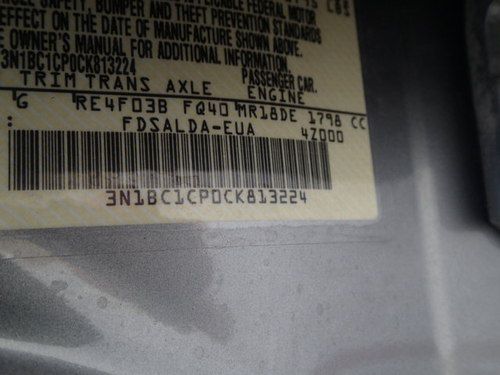 SAFETY, BUMPER AND THEFT PREVENTION STANDARDS
EFFECT ON THE DATE OF MANUFACTURE SHOWN ABOVE.
OWNER'S MANUAL FOR ADDITIONAL INFORMATION.
3N1BC1CP0CK813224 PASSENGER CAR.
TRIM TRANS AXLE ENGINE
G RE4F03B FQ40 MR18DE 1798 CC
: FDSALDA-EUA 4Z000
3N1BC1CP0CK813224